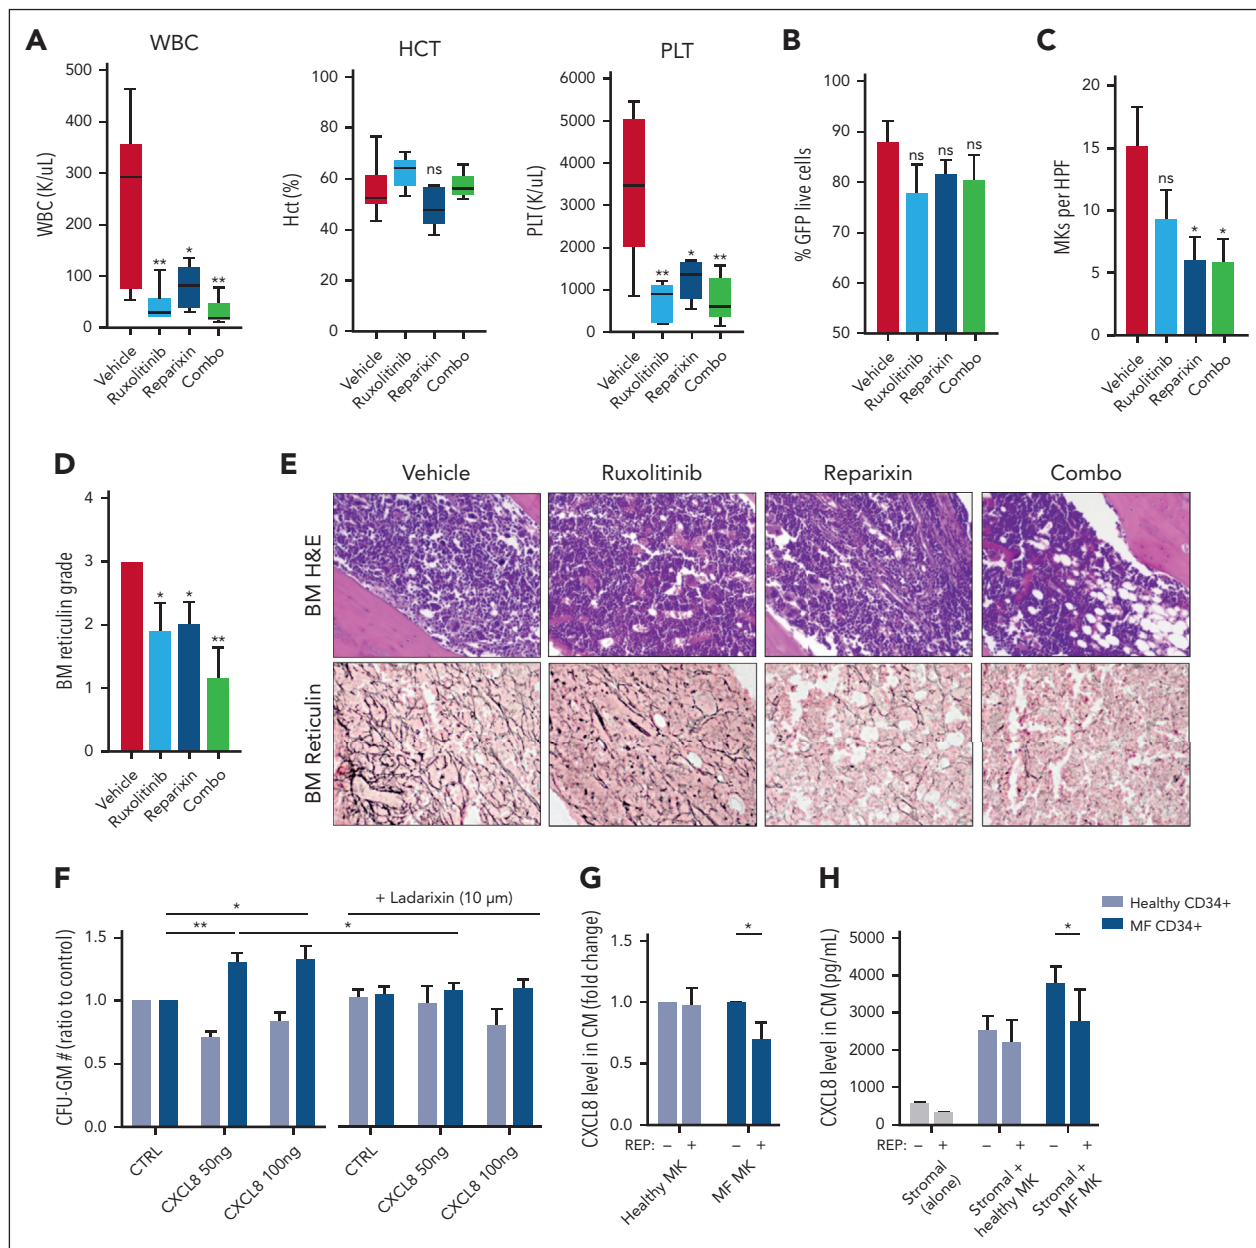 A
WBC
WBC (K/uL)
500
400
300
200
100
0
**
*
**
Vehicle
Ruxolitinib
Reparixin
Combo
HCT
Hct (%)
100
80
60
40
20
0
ns
Vehicle
Ruxolitinib
Reparixin
Combo
PLT
PLT(K/uL)
6000
5000
4000
3000
2000
1000
0
**
*
**
Vehicle
Ruxolitinib
Reparixin
Combo
B
% GFP live cells
100
90
80
70
60
50
ns
ns
ns
Vehicle
Ruxolitinib
Reparixin
Combo
C
MKs per HPF
20
15
10
5
0
ns
*
*
Vehicle
Ruxolitinib
Reparixin
Combo
D
BM reticulin grade
4
3
2
1
0
*
*
**
Vehicle
Ruxolitinib
Reparixin
Combo
E
Vehicle
Ruxolitinib
Reparixin
Combo
BM H&E
BM Reticulin
F
+ Ladarixin (10 µm)
*
**
*
CFU-GM # (ratio to control)
1.5
1.0
0.5
0.0
CTRL
CXCL8 50ng
CXCL8 100ng
CTRL
CXCL8 50ng
CXCL8 100ng
G
CXCL8 level in CM (fold change)
1.5
1.0
0.5
0.0
*
REP: − + − +
Healthy MK
MF MK
H
Healthy CD34+
MF CD34+
CXCL8 level in CM (pg/mL)
5000
4000
3000
2000
1000
0
*
REP: − + − +
Stromal
(alone)
Stromal +
healthy MK
Stromal +
MF MK